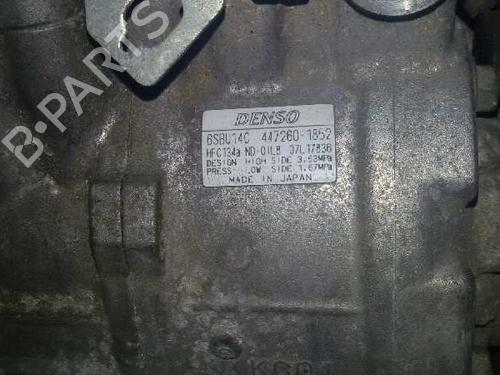 B-PARTS
DENSO
6SBU14C 447260-1852
HFC134a ND-OIL8 07L17836
DESIGN HIGH SIDE 3.53MPa
PRESS LOW SIDE 1.67MPa
MADE IN JAPAN